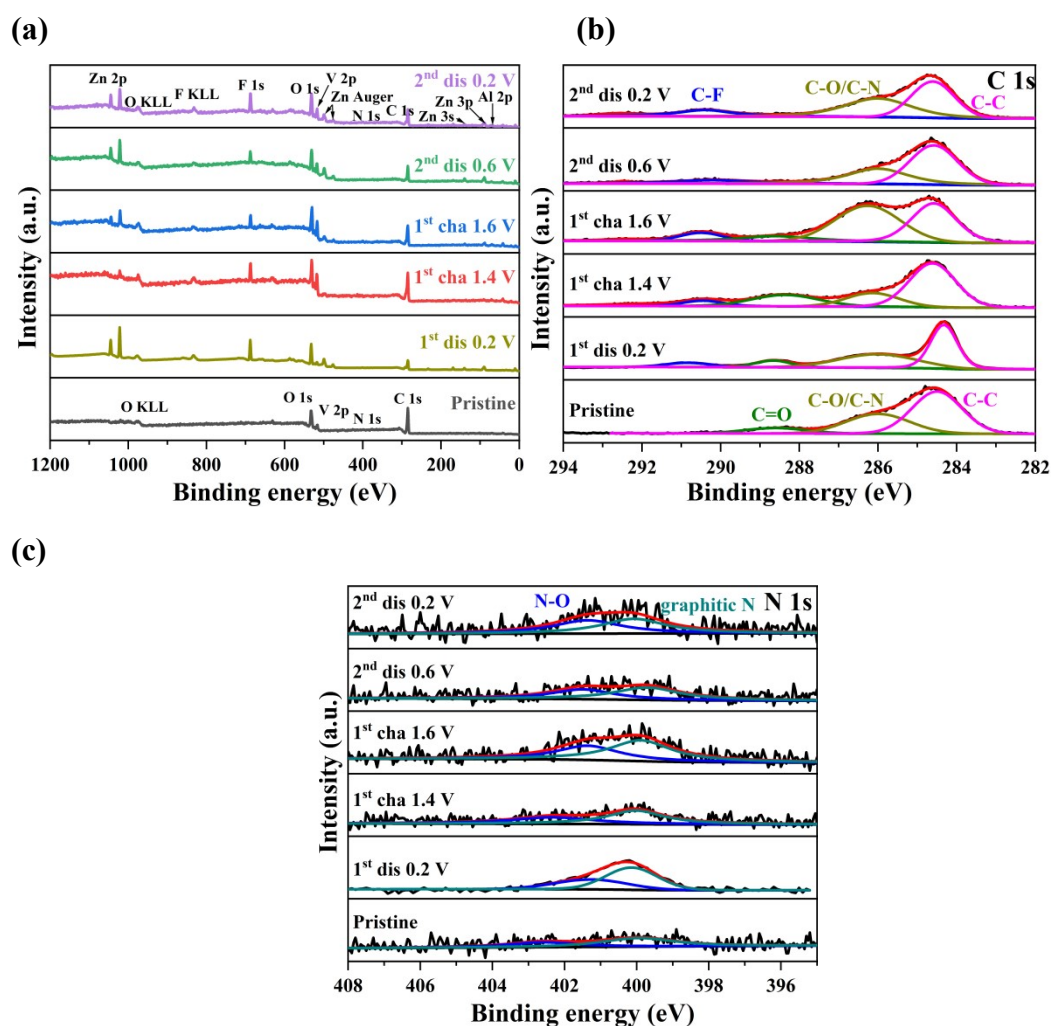 (a)
2nd dis 0.2 V
Zn 2p
O KLL
F KLL
F 1s
O 1s
V 2p
Zn Auger
N 1s
C 1s
Zn 3s
Zn 3p
Al 2p
2nd dis 0.6 V
1st cha 1.6 V
1st cha 1.4 V
1st dis 0.2 V
Pristine
O KLL
O 1s
V 2p
N 1s
C 1s
Intensity (a.u.)
1200 1000 800 600 400 200 0
Binding energy (eV)
(b)
C 1s
2nd dis 0.2 V
C-F
C-O/C-N
C-C
2nd dis 0.6 V
1st cha 1.6 V
1st cha 1.4 V
1st dis 0.2 V
Pristine
C=O
C-O/C-N
C-C
Intensity (a.u.)
294 292 290 288 286 284 282
Binding energy (eV)
(c)
2nd dis 0.2 V
N-O
graphitic N
N 1s
2nd dis 0.6 V
1st cha 1.6 V
1st cha 1.4 V
1st dis 0.2 V
Pristine
Intensity (a.u.)
408 406 404 402 400 398 396
Binding energy (eV)